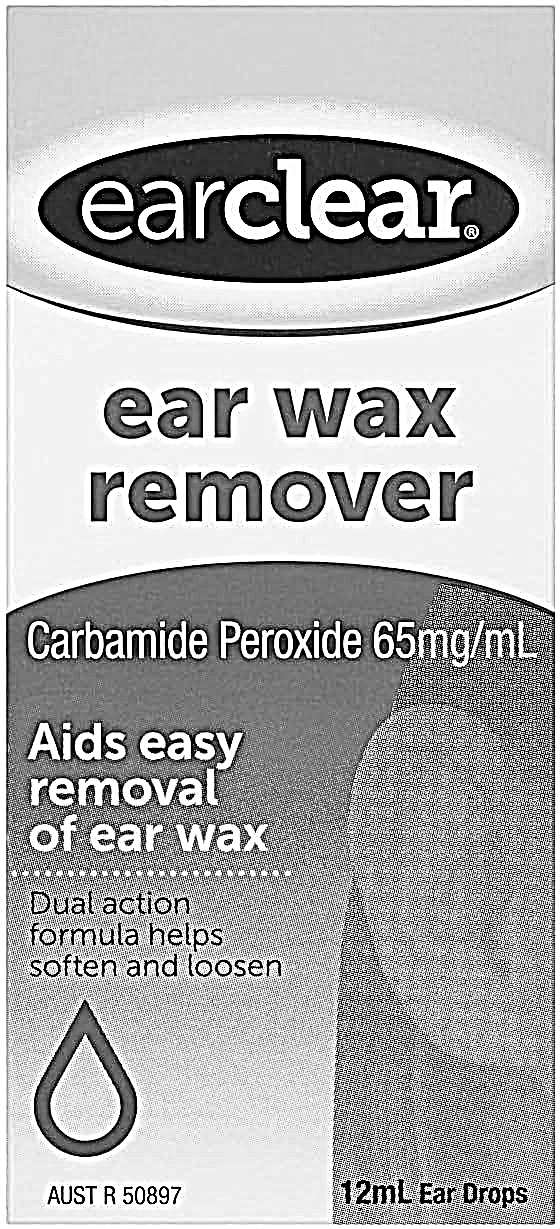 earclear®
ear wax
remover
Carbamide Peroxide 65mg/mL
Aids easy
removal
of ear wax
Dual action
formula helps
soften and loosen
AUST R 50897
12mL Ear Drops